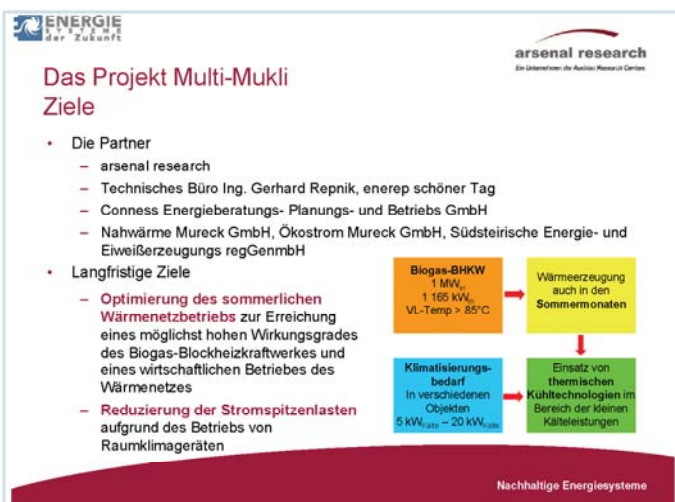 ENERGIE
SYSTEME
der Zukunft
arsenal research
Ein Unternehmen der Austrian Research Centers.
Das Projekt Multi-Mukli
Ziele
• Die Partner
– arsenal research
– Technisches Büro Ing. Gerhard Repnik, enerep schöner Tag
– Conness Energieberatungs- Planungs- und Betriebs GmbH
– Nahwärme Mureck GmbH, Ökostrom Mureck GmbH, Südsteirische Energie- und
Eiweißerzeugungs regGenmbH
• Langfristige Ziele
– Optimierung des sommerlichen
Wärmenetzbetriebs zur Erreichung
eines möglichst hohen Wirkungsgrades
des Biogas-Blockheizkraftwerkes und
eines wirtschaftlichen Betriebes des
Wärmenetzes
– Reduzierung der Stromspitzenlasten
aufgrund des Betriebs von
Raumklimageräten
Biogas-BHKW
1 MWel
1 165 kWth
VL-Temp > 85°C
Wärmeerzeugung
auch in den
Sommermonaten
Klimatisierungs-
bedarf
In verschiedenen
Objekten
5 kWKälte – 20 kWKälte
Einsatz von
thermischen
Kühltechnologien im
Bereich der kleinen
Kälteleistungen
Nachhaltige Energiesysteme